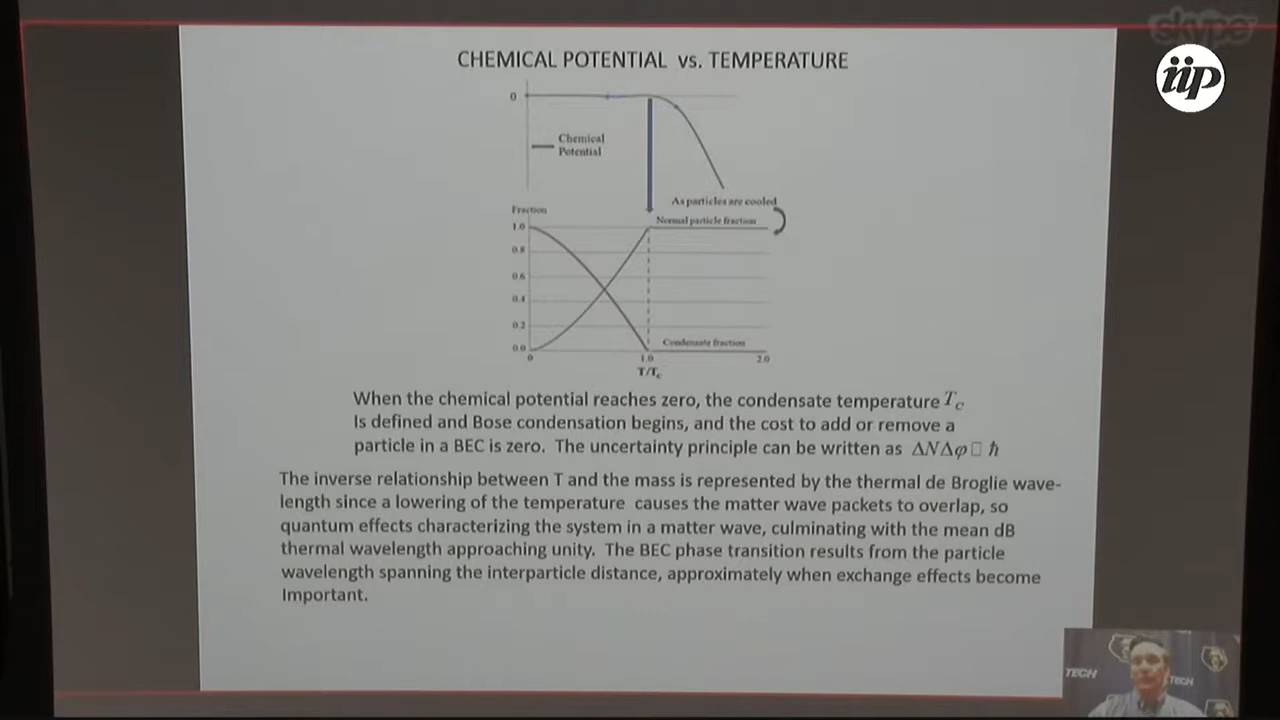 skype
iip
CHEMICAL POTENTIAL vs. TEMPERATURE
0
Chemical
Potential
As particles are cooled
Fraction
Normal particle fraction
1.0
0.8
0.6
0.4
0.2
0.0
Condensate fraction
0
1.0
2.0
T/Tc
When the chemical potential reaches zero, the condensate temperature Tc
Is defined and Bose condensation begins, and the cost to add or remove a
particle in a BEC is zero. The uncertainty principle can be written as ΔNΔφ□ ħ
The inverse relationship between T and the mass is represented by the thermal de Broglie wave-
length since a lowering of the temperature causes the matter wave packets to overlap, so
quantum effects characterizing the system in a matter wave, culminating with the mean dB
thermal wavelength approaching unity. The BEC phase transition results from the particle
wavelength spanning the interparticle distance, approximately when exchange effects become
Important.
TECH
TECH